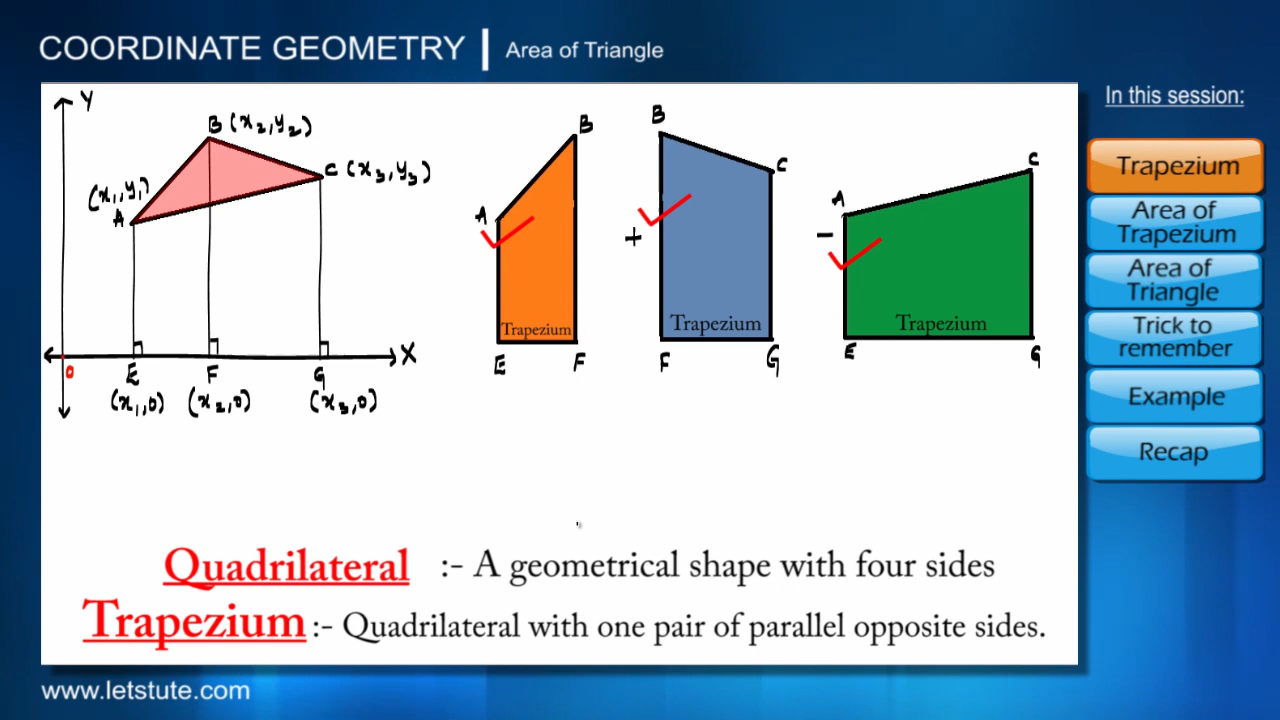 COORDINATE GEOMETRY | Area of Triangle
In this session:
Trapezium
Area of
Trapezium
Area of
Triangle
Trick to
remember
Example
Recap
Y
B (x₂,y₂)
C (x₃,y₃)
(x₁,y₁)
A
X
O
E
F
G
(x₁,0)
(x₂,0)
(x₃,0)
B
A
Trapezium
E
F
B
C
+
Trapezium
F
G
C
A
−
Trapezium
E
G
Quadrilateral :- A geometrical shape with four sides
Trapezium :- Quadrilateral with one pair of parallel opposite sides.
www.letstute.com